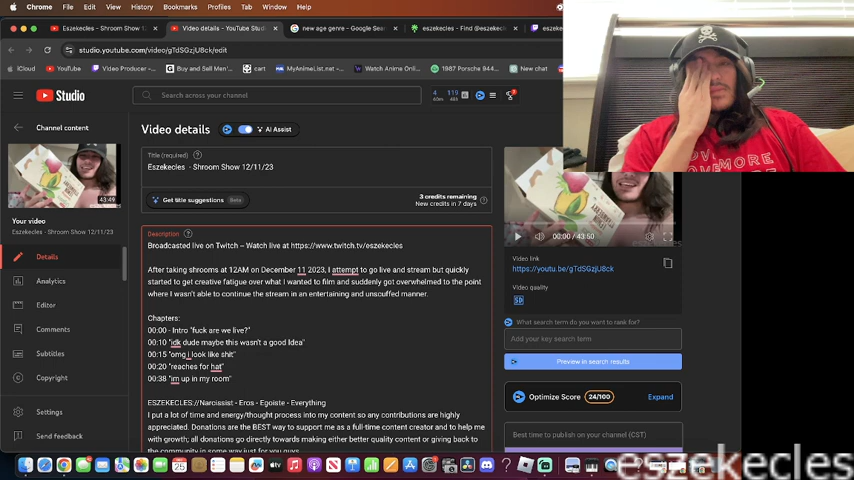 Chrome File Edit View History Bookmarks Profiles Tab Window Help
Eszekecles - Shroom Show 12/ Video details - YouTube Studio new age genre - Google Sear eszekecles - Find @eszekecles
studio.youtube.com/video/gTdSGzjU8ck/edit
iCloud YouTube Video Producer - Buy and Sell Men'... cart MyAnimeList.net -... Watch Anime Onlin... 1987 Porsche 944... New chat
Studio
Search across your channel
Channel content
Video details
AI Assist
Title (required)
Eszekecles - Shroom Show 12/11/23
Get title suggestions Beta
3 credits remaining
New credits in 7 days
43:49
Your video
Eszekecles - Shroom Show 12/11/23
Details
Analytics
Editor
Comments
Subtitles
Copyright
Settings
Send feedback
Description
Broadcasted live on Twitch -- Watch live at https://www.twitch.tv/eszekecles
After taking shrooms at 12AM on December 11 2023, I attempt to go live and stream but quickly
started to get creative fatigue over what I wanted to film and suddenly got overwhelmed to the point
where I wasn't able to continue the stream in an entertaining and unscuffed manner.
Chapters:
00:00 - Intro "fuck are we live?"
00:10 "idk dude maybe this wasn't a good Idea"
00:15 "omg i look like shit"
00:20 "reaches for hat"
00:38 "im up in my room"
ESZEKECLES://Narcissist - Eros - Egoiste - Everything
I put a lot of time and energy/thought process into my content so any contributions are highly
appreciated. Donations are the BEST way to support me as a full-time content creator and to help me
with growth; all donations go directly towards making either better quality content or giving back to
the community in some way just for you guys
00:00 / 43:50
Video link
https://youtu.be/gTdSGzjU8ck
Video quality
SD
What search term do you want to rank for?
Add your key search term
Preview in search results
Optimize Score 24/100 Expand
Best time to publish on your channel (CST)
eszekecles